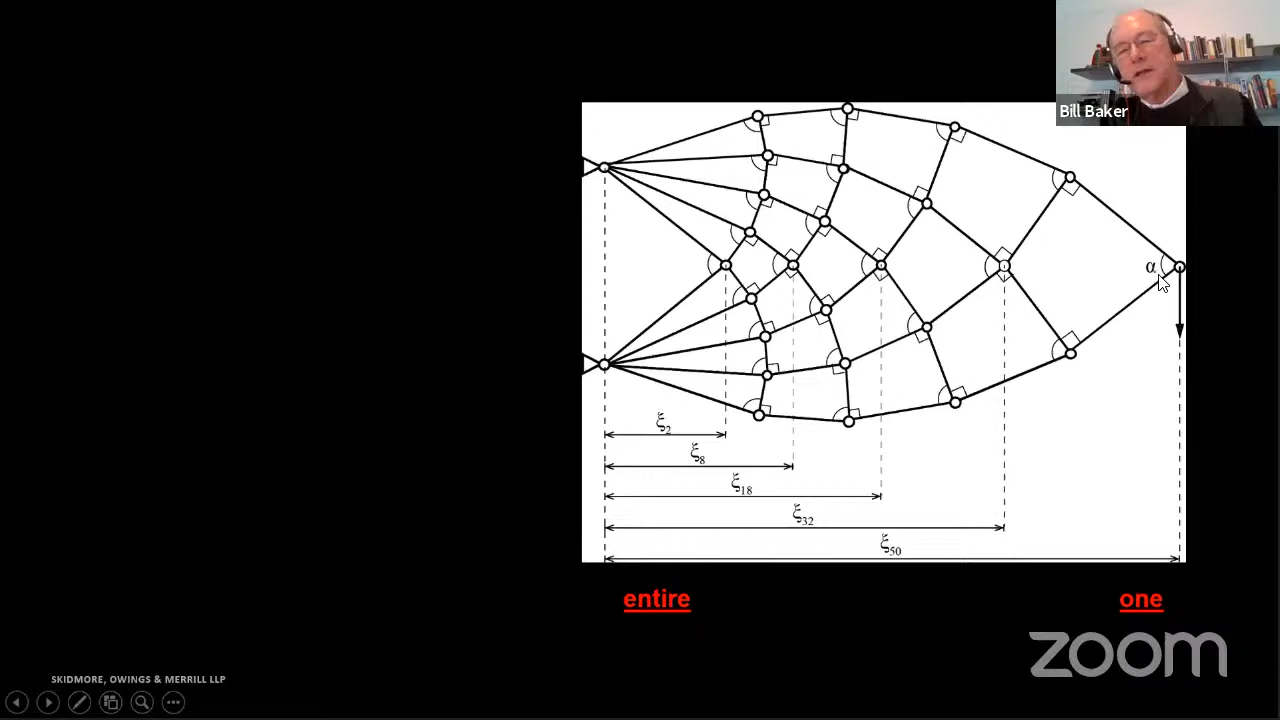 Bill Baker
α
ξ2
ξ8
ξ18
ξ32
ξ50
entire one
zoom
SKIDMORE, OWINGS & MERRILL LLP